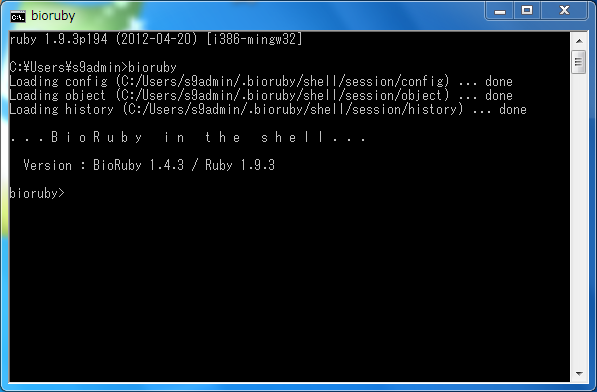 bioruby
ruby 1.9.3p194 (2012-04-20) [i386-mingw32]
C:¥Users¥s9admin>bioruby
Loading config (C:/Users/s9admin/.bioruby/shell/session/config) ... done
Loading object (C:/Users/s9admin/.bioruby/shell/session/object) ... done
Loading history (C:/Users/s9admin/.bioruby/shell/session/history) ... done
. . . B i o R u b y   i n   t h e   s h e l l . . .
Version : BioRuby 1.4.3 / Ruby 1.9.3
bioruby>